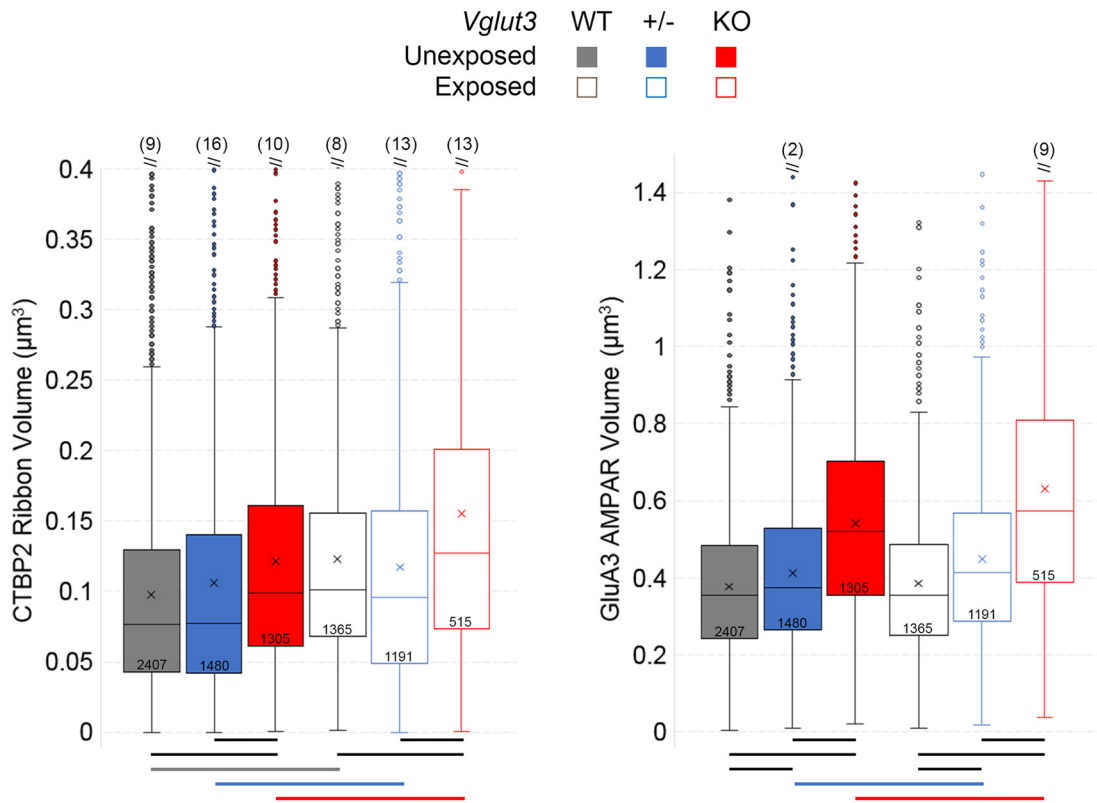 Vglut3 WT +/- KO
Unexposed
Exposed
(9) (16) (10) (8) (13) (13)
0.4
0.35
0.3
0.25
0.2
0.15
0.1
0.05
0
CTBP2 Ribbon Volume (µm³)
2407 1480 1305 1365 1191 515
(2) (9)
1.4
1.2
1
0.8
0.6
0.4
0.2
0
GluA3 AMPAR Volume (µm³)
2407 1480 1305 1365 1191 515